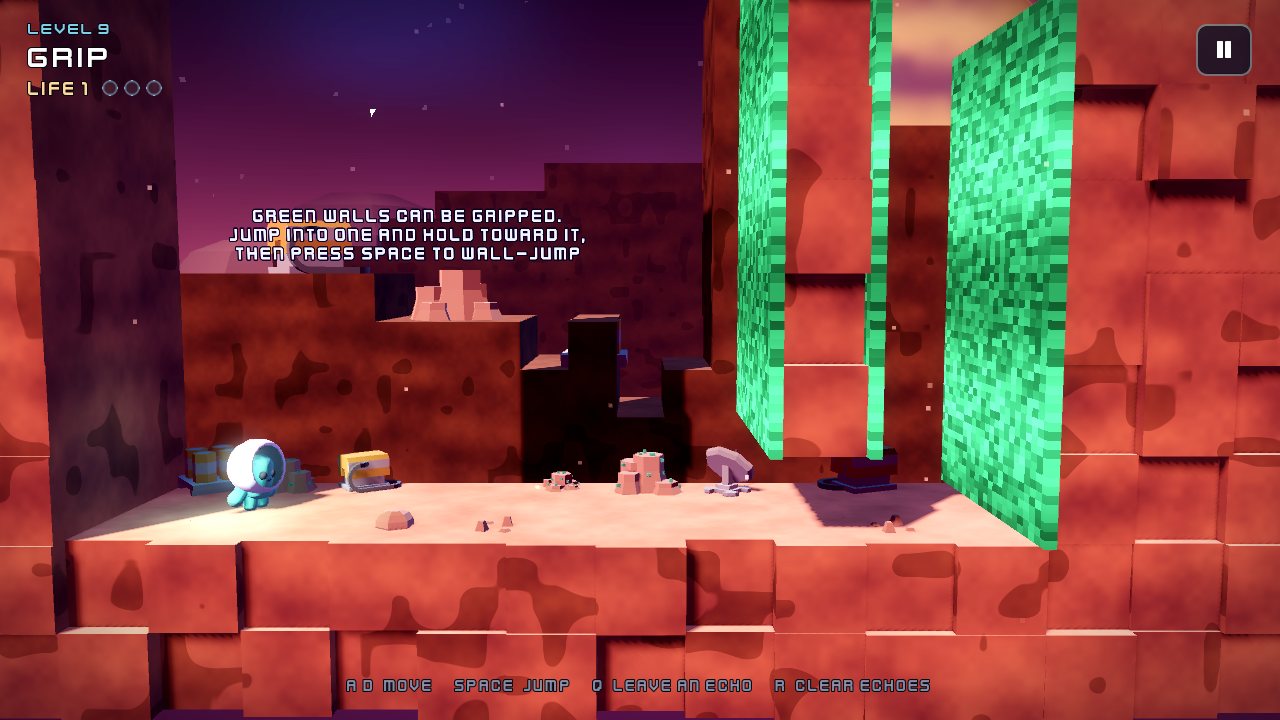 LEVEL 9
GRIP
LIFE 1
GREEN WALLS CAN BE GRIPPED.
JUMP INTO ONE AND HOLD TOWARD IT,
THEN PRESS SPACE TO WALL-JUMP
A D MOVE SPACE JUMP Q LEAVE AN ECHO R CLEAR ECHOES